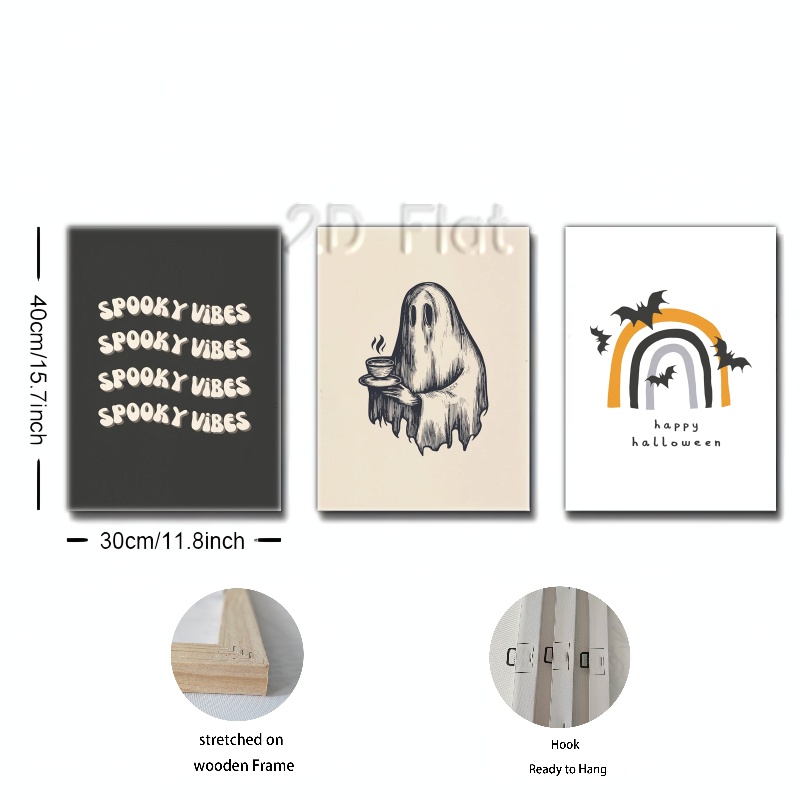 2D Flat
SPOOKY ViBES
SPOOKY ViBES
SPOOKY ViBES
SPOOKY ViBES
happy
halloween
40cm/15.7inch
30cm/11.8inch
stretched on
wooden Frame
Hook
Ready to Hang